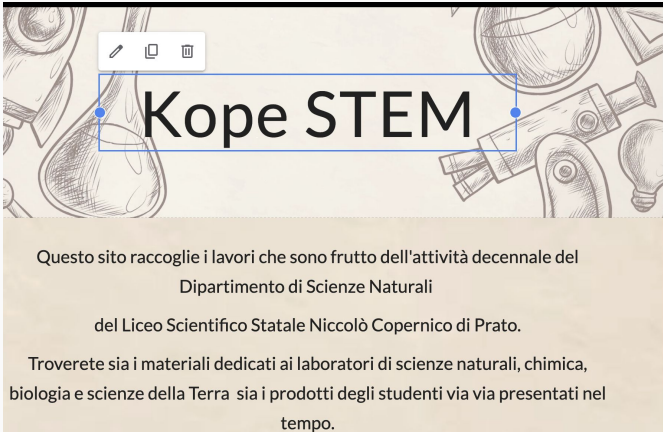 Kope STEM
Questo sito raccoglie i lavori che sono frutto dell'attività decennale del
Dipartimento di Scienze Naturali
del Liceo Scientifico Statale Niccolò Copernico di Prato.
Troverete sia i materiali dedicati ai laboratori di scienze naturali, chimica,
biologia e scienze della Terra  sia i prodotti degli studenti via via presentati nel
tempo.